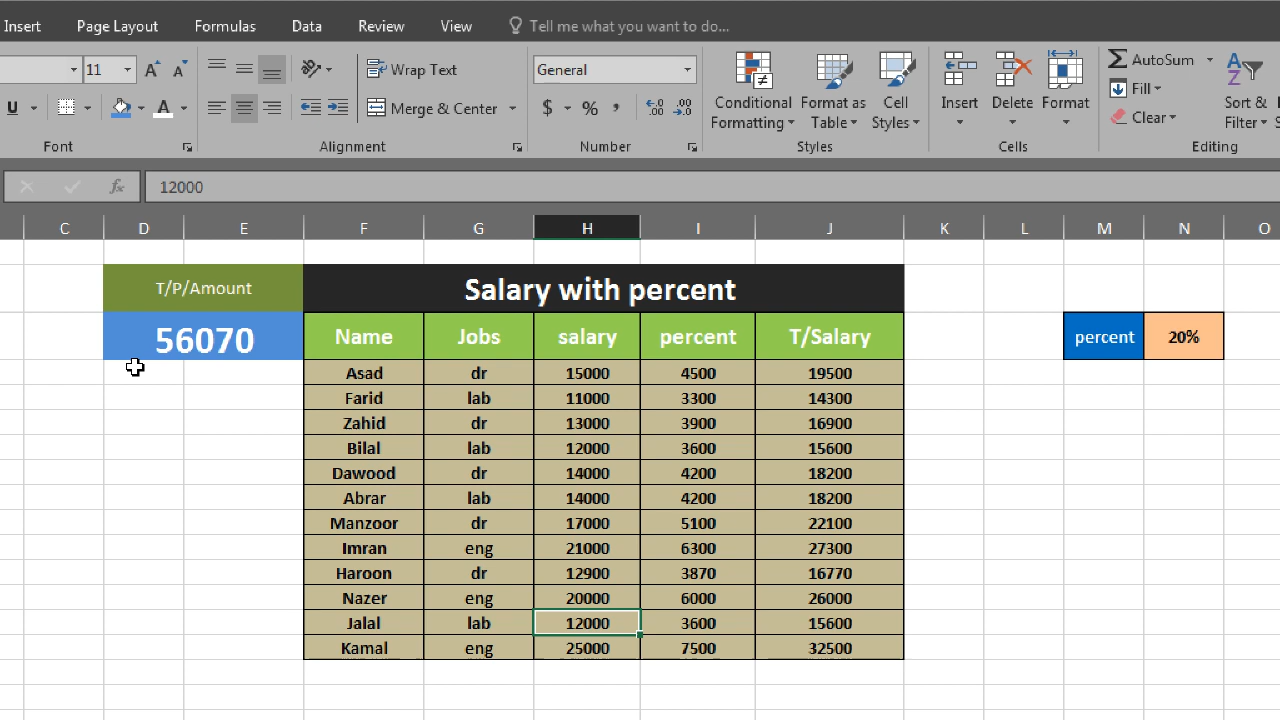 Insert Page Layout Formulas Data Review View Tell me what you want to do...
11 A A Wrap Text General AutoSum
U A Merge & Center $ % , .00 .00 Conditional Formatting Format as Table Cell Styles Insert Delete Format Fill Clear Sort & Filter
Font Alignment Number Styles Cells Editing
fx 12000
C D E F G H I J K L M N O
T/P/Amount Salary with percent
56070 Name Jobs salary percent T/Salary percent 20%
Asad dr 15000 4500 19500
Farid lab 11000 3300 14300
Zahid dr 13000 3900 16900
Bilal lab 12000 3600 15600
Dawood dr 14000 4200 18200
Abrar lab 14000 4200 18200
Manzoor dr 17000 5100 22100
Imran eng 21000 6300 27300
Haroon dr 12900 3870 16770
Nazer eng 20000 6000 26000
Jalal lab 12000 3600 15600
Kamal eng 25000 7500 32500